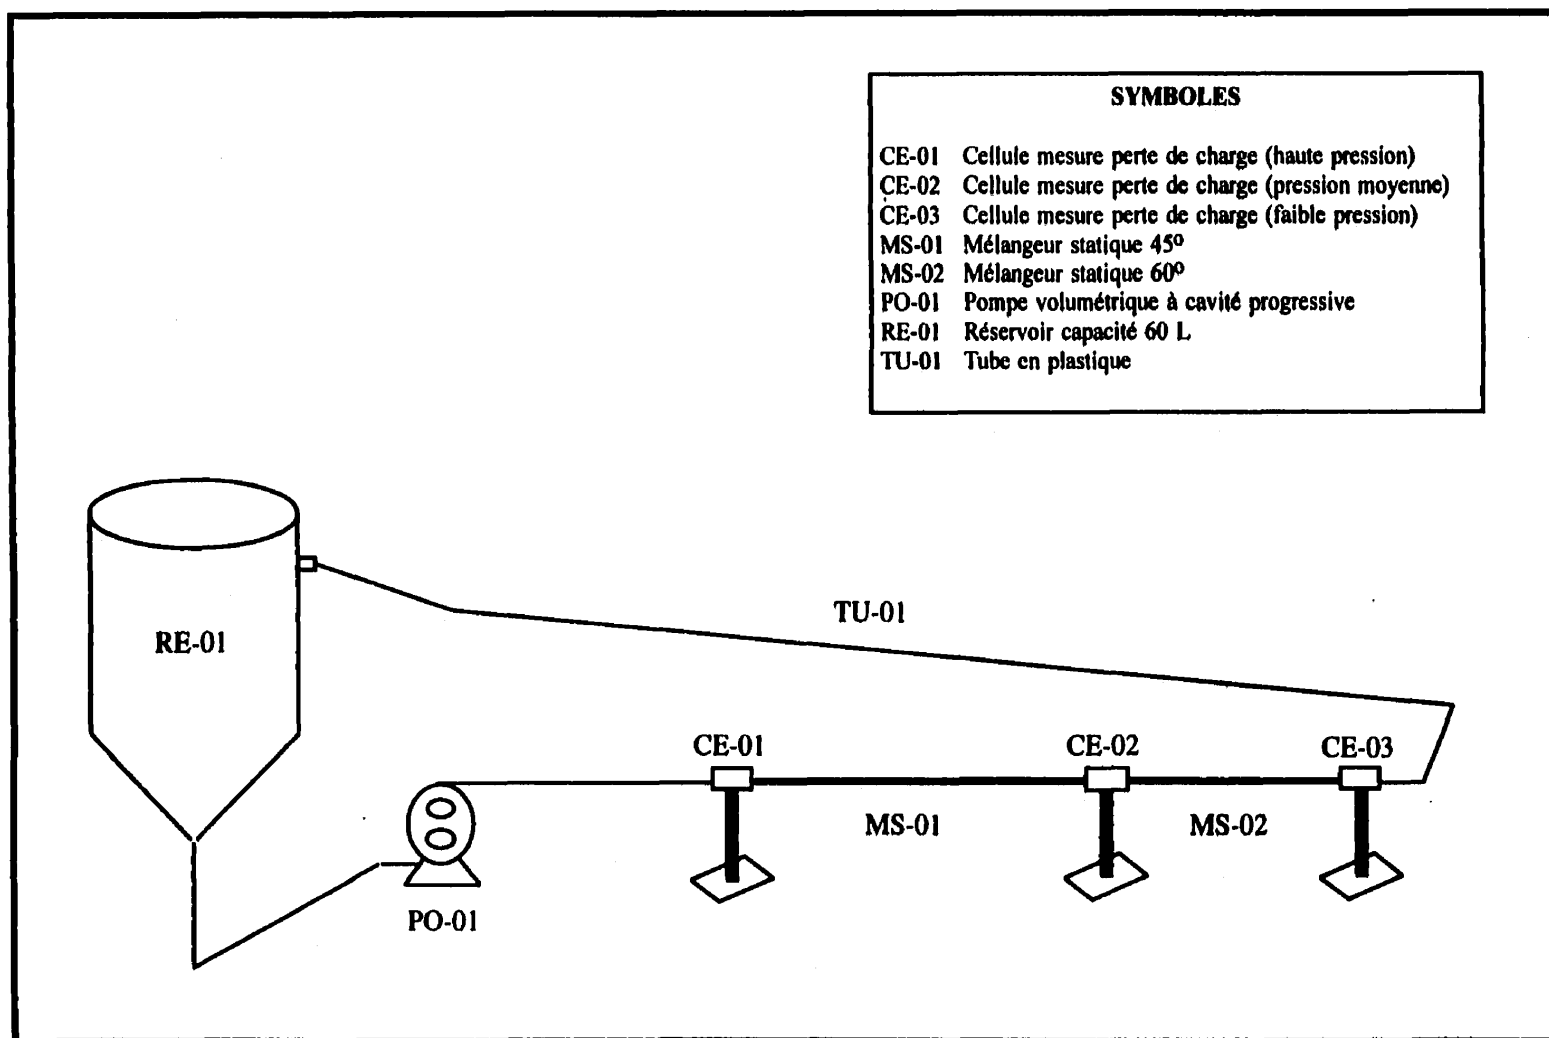 SYMBOLES
CE-01 Cellule mesure perte de charge (haute pression)
CE-02 Cellule mesure perte de charge (pression moyenne)
CE-03 Cellule mesure perte de charge (faible pression)
MS-01 Mélangeur statique 45º
MS-02 Mélangeur statique 60º
PO-01 Pompe volumétrique à cavité progressive
RE-01 Réservoir capacité 60 L
TU-01 Tube en plastique
TU-01
RE-01
CE-01
CE-02
CE-03
MS-01
MS-02
PO-01